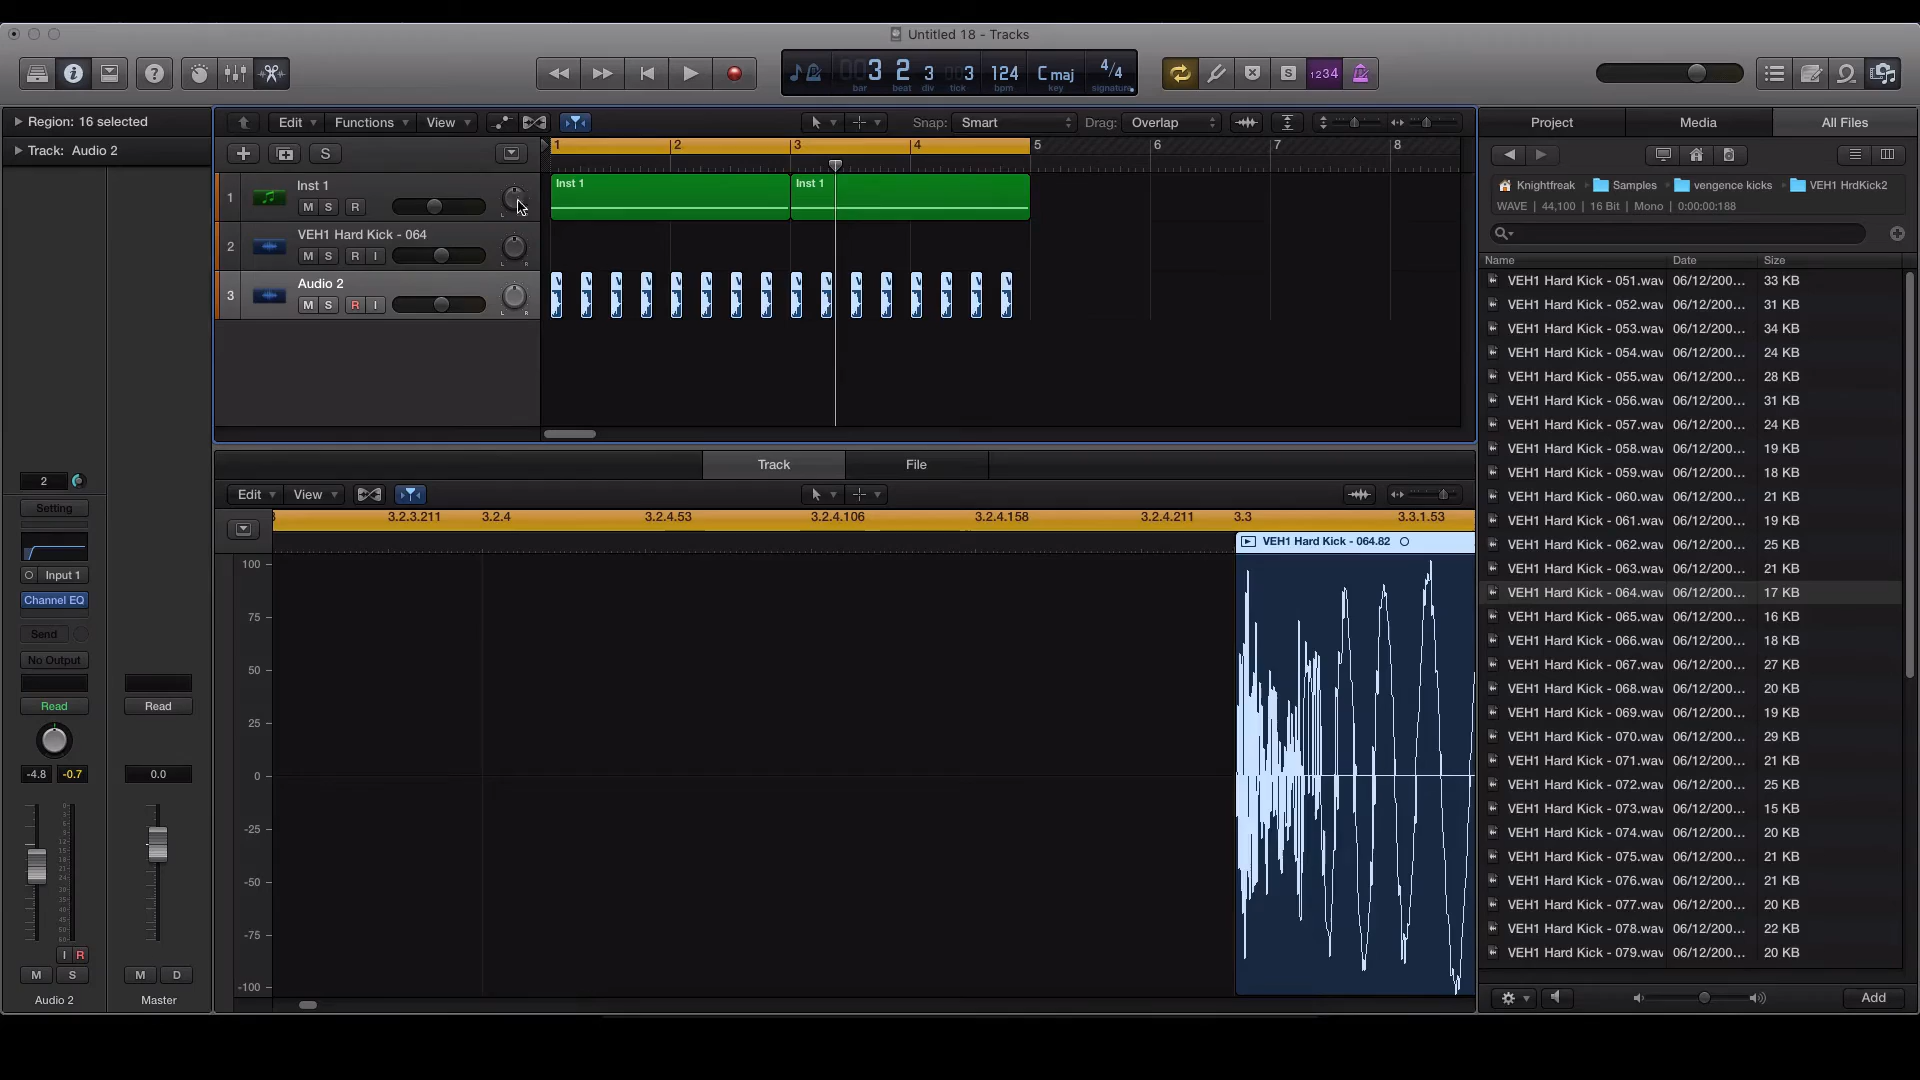 Untitled 18 - Tracks
3 2 3 3 124 C maj 4/4
bar beat div tick bpm key signature
S 1234
Region: 16 selected
Track: Audio 2
Edit Functions View Snap: Smart Drag: Overlap
S
1 2 3 4 5 6 7 8
1 Inst 1
M S R
Inst 1 Inst 1
2 VEH1 Hard Kick - 064
M S R I
3 Audio 2
M S R I
Track File
Edit View
3.2.3.211 3.2.4 3.2.4.53 3.2.4.106 3.2.4.158 3.2.4.211 3.3 3.3.1.53
VEH1 Hard Kick - 064.82
100
75
50
25
0
-25
-50
-75
-100
2
Setting
Input 1
Channel EQ
Send
No Output
Read Read
-4.8 -0.7 0.0
I R
M S M D
Audio 2 Master
Project Media All Files
Knightfreak Samples vengence kicks VEH1 HrdKick2
WAVE | 44,100 | 16 Bit | Mono | 0:00:00:188
Name Date Size
VEH1 Hard Kick - 051.wav 06/12/200... 33 KB
VEH1 Hard Kick - 052.wav 06/12/200... 31 KB
VEH1 Hard Kick - 053.wav 06/12/200... 34 KB
VEH1 Hard Kick - 054.wav 06/12/200... 24 KB
VEH1 Hard Kick - 055.wav 06/12/200... 28 KB
VEH1 Hard Kick - 056.wav 06/12/200... 31 KB
VEH1 Hard Kick - 057.wav 06/12/200... 24 KB
VEH1 Hard Kick - 058.wav 06/12/200... 19 KB
VEH1 Hard Kick - 059.wav 06/12/200... 18 KB
VEH1 Hard Kick - 060.wav 06/12/200... 21 KB
VEH1 Hard Kick - 061.wav 06/12/200... 19 KB
VEH1 Hard Kick - 062.wav 06/12/200... 25 KB
VEH1 Hard Kick - 063.wav 06/12/200... 21 KB
VEH1 Hard Kick - 064.wav 06/12/200... 17 KB
VEH1 Hard Kick - 065.wav 06/12/200... 16 KB
VEH1 Hard Kick - 066.wav 06/12/200... 18 KB
VEH1 Hard Kick - 067.wav 06/12/200... 27 KB
VEH1 Hard Kick - 068.wav 06/12/200... 20 KB
VEH1 Hard Kick - 069.wav 06/12/200... 19 KB
VEH1 Hard Kick - 070.wav 06/12/200... 29 KB
VEH1 Hard Kick - 071.wav 06/12/200... 21 KB
VEH1 Hard Kick - 072.wav 06/12/200... 25 KB
VEH1 Hard Kick - 073.wav 06/12/200... 15 KB
VEH1 Hard Kick - 074.wav 06/12/200... 20 KB
VEH1 Hard Kick - 075.wav 06/12/200... 21 KB
VEH1 Hard Kick - 076.wav 06/12/200... 21 KB
VEH1 Hard Kick - 077.wav 06/12/200... 20 KB
VEH1 Hard Kick - 078.wav 06/12/200... 22 KB
VEH1 Hard Kick - 079.wav 06/12/200... 20 KB
Add